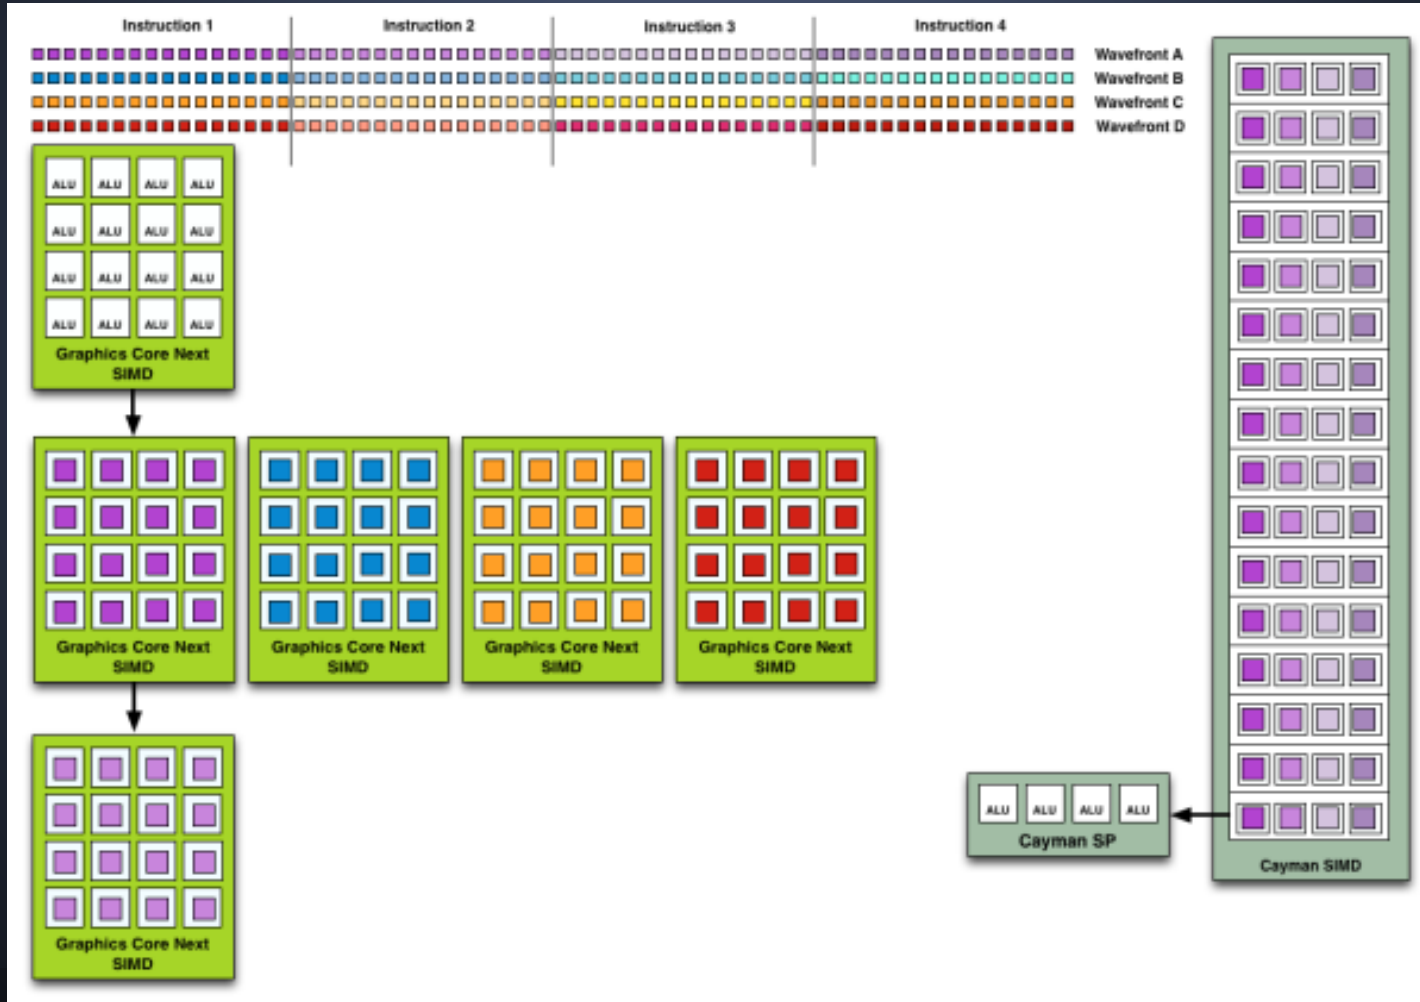 Instruction 1
Instruction 2
Instruction 3
Instruction 4
Wavefront A
Wavefront B
Wavefront C
Wavefront D
ALU ALU ALU ALU
ALU ALU ALU ALU
ALU ALU ALU ALU
ALU ALU ALU ALU
Graphics Core Next
SIMD
Graphics Core Next
SIMD
Graphics Core Next
SIMD
Graphics Core Next
SIMD
Graphics Core Next
SIMD
Graphics Core Next
SIMD
ALU ALU ALU ALU
Cayman SP
Cayman SIMD